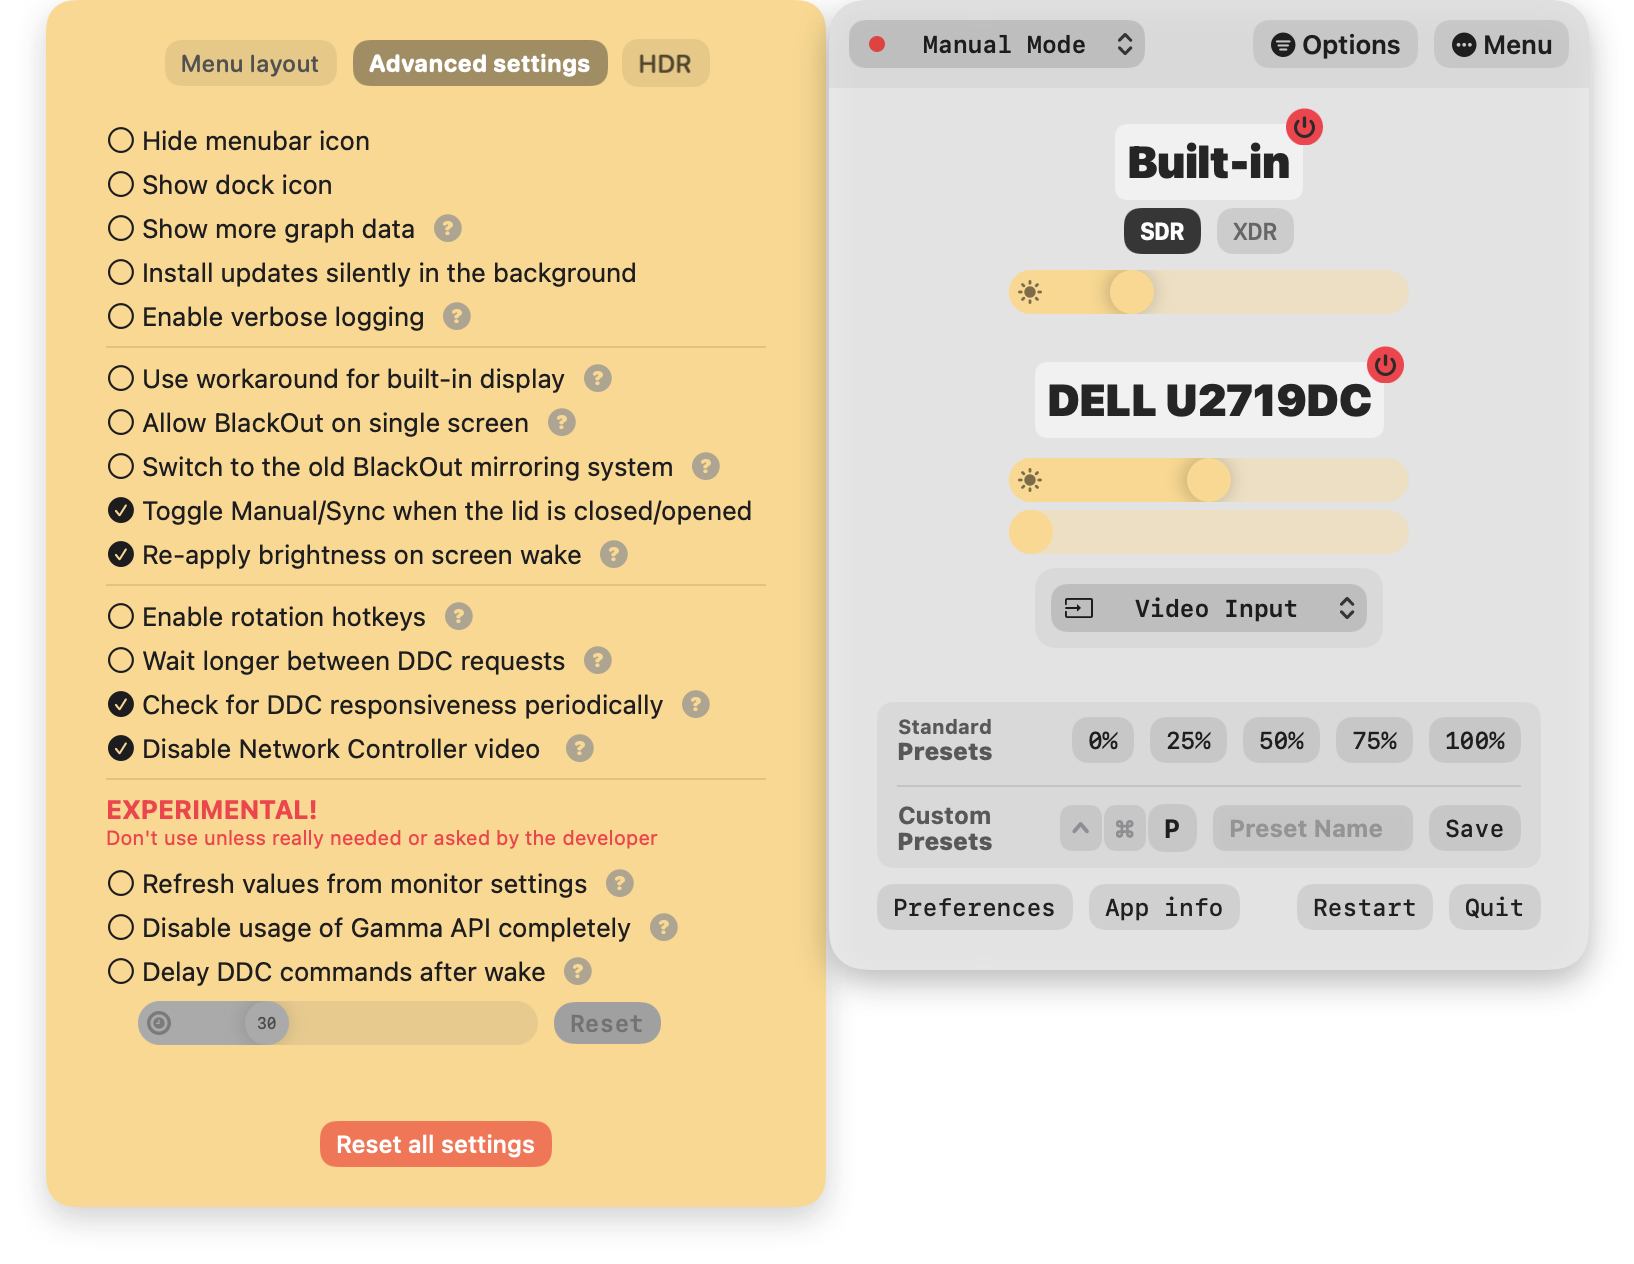 Menu layout
Advanced settings
HDR
Hide menubar icon
Show dock icon
Show more graph data ?
Install updates silently in the background
Enable verbose logging ?
Use workaround for built-in display ?
Allow BlackOut on single screen ?
Switch to the old BlackOut mirroring system ?
Toggle Manual/Sync when the lid is closed/opened
Re-apply brightness on screen wake ?
Enable rotation hotkeys ?
Wait longer between DDC requests ?
Check for DDC responsiveness periodically ?
Disable Network Controller video ?
EXPERIMENTAL!
Don't use unless really needed or asked by the developer
Refresh values from monitor settings ?
Disable usage of Gamma API completely ?
Delay DDC commands after wake ?
30
Reset
Reset all settings
Manual Mode
Options
Menu
Built-in
SDR
XDR
DELL U2719DC
Video Input
Standard
Presets
0%
25%
50%
75%
100%
Custom
Presets
⌃
⌘
P
Preset Name
Save
Preferences
App info
Restart
Quit